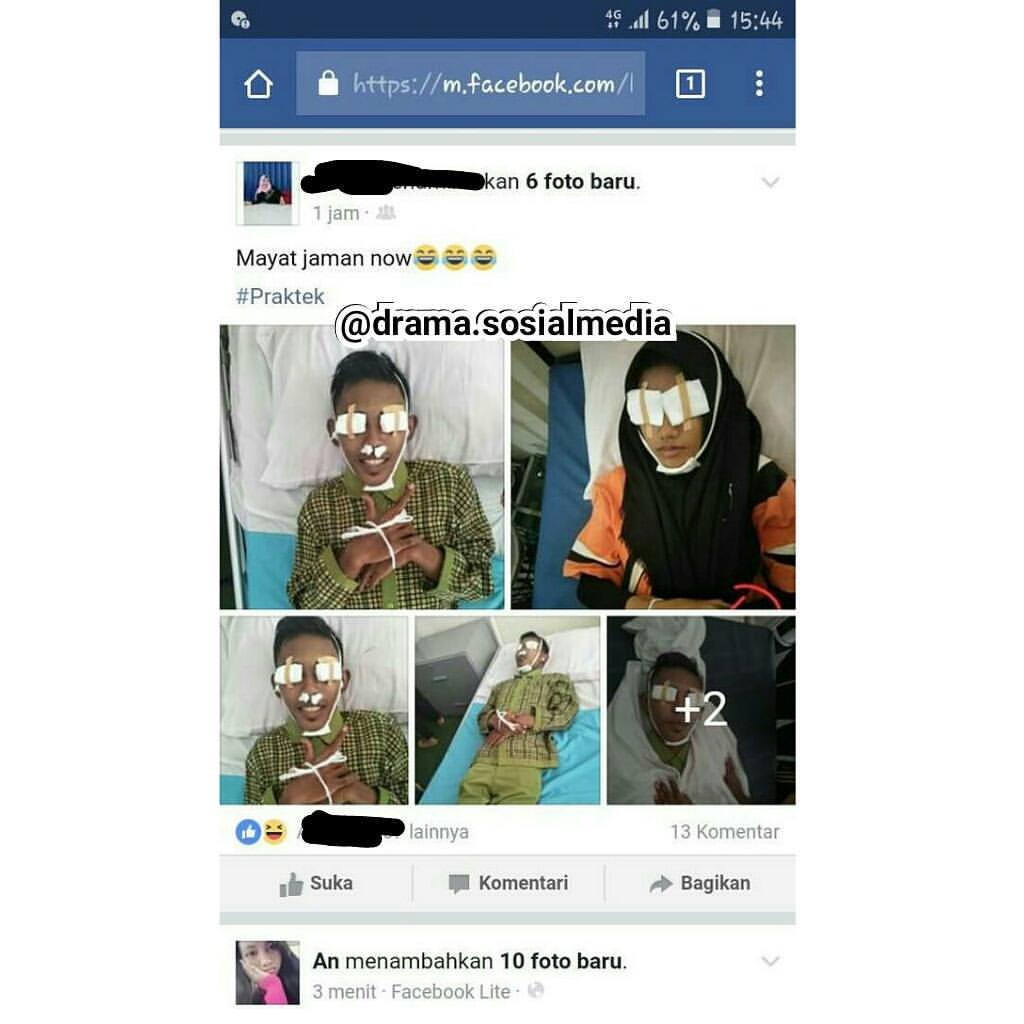 4G 61% 15:44
https://m.facebook.com/
1
kan 6 foto baru.
1 jam ·
Mayat jaman now😂😂😂
#Praktek
@drama.sosialmedia
+2
lainnya 13 Komentar
Suka Komentari Bagikan
An menambahkan 10 foto baru.
3 menit · Facebook Lite ·